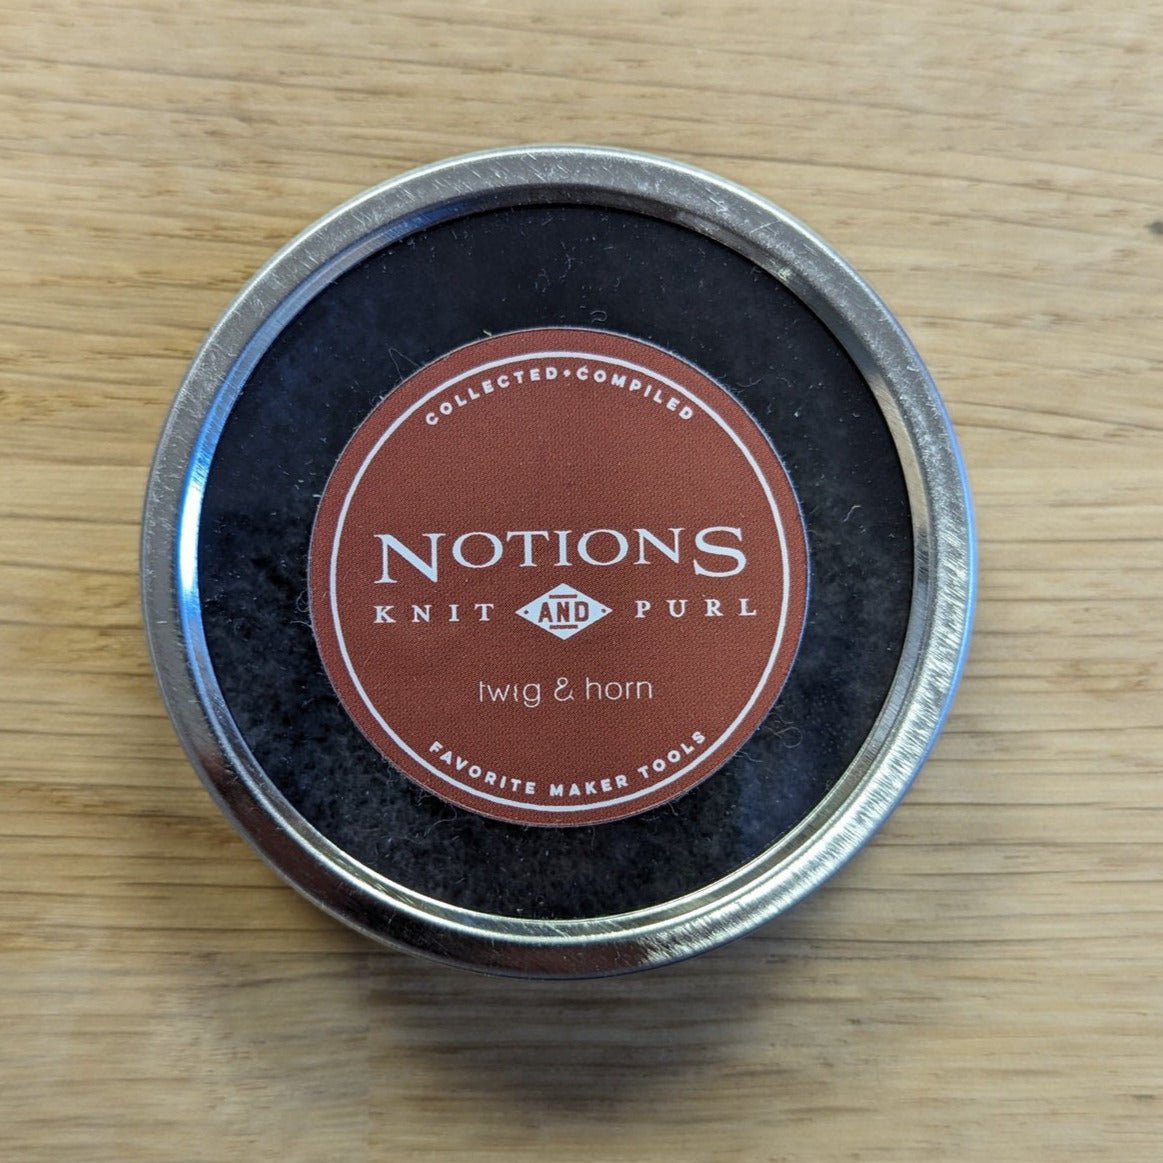 COLLECTED•COMPILED
NOTIONS
KNIT AND PURL
twig & horn
FAVORITE MAKER TOOLS